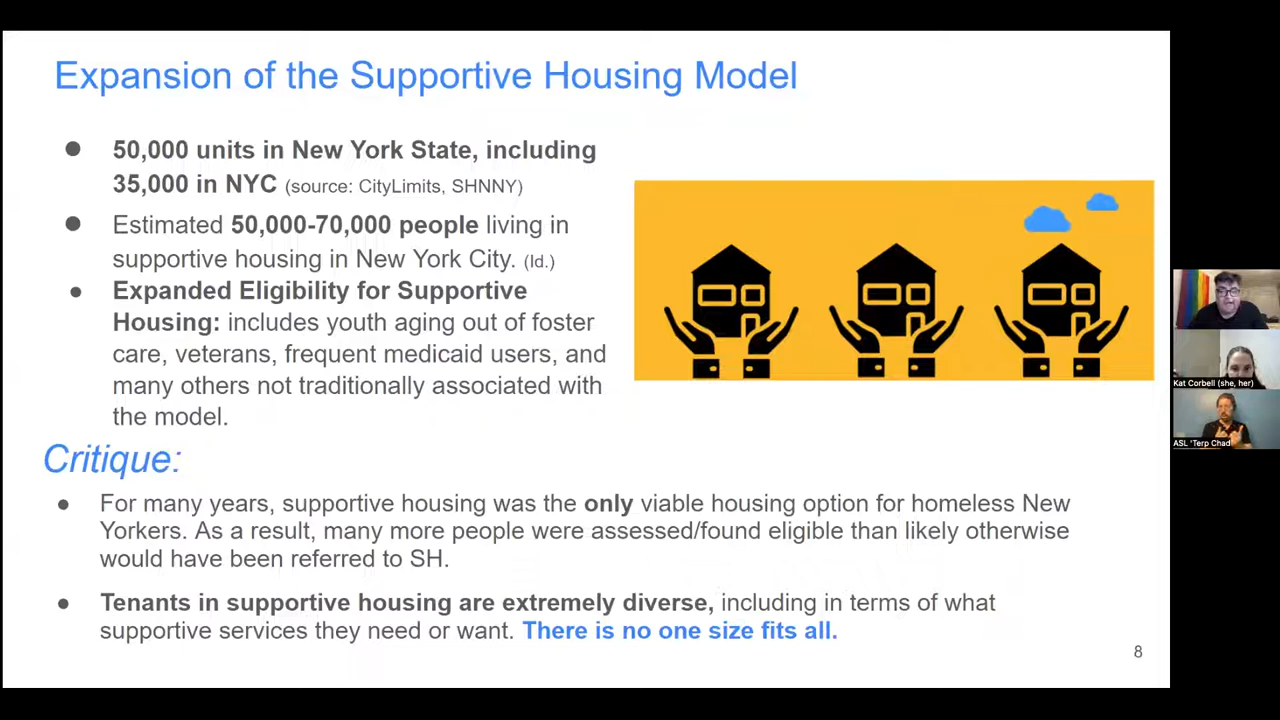 Expansion of the Supportive Housing Model
● 50,000 units in New York State, including
35,000 in NYC (source: CityLimits, SHNNY)
● Estimated 50,000-70,000 people living in
supportive housing in New York City. (Id.)
● Expanded Eligibility for Supportive
Housing: includes youth aging out of foster
care, veterans, frequent medicaid users, and
many others not traditionally associated with
the model.
Critique:
● For many years, supportive housing was the only viable housing option for homeless New
Yorkers. As a result, many more people were assessed/found eligible than likely otherwise
would have been referred to SH.
● Tenants in supportive housing are extremely diverse, including in terms of what
supportive services they need or want. There is no one size fits all.
8
Kat Corbell (she, her)
ASL 'Terp Chad